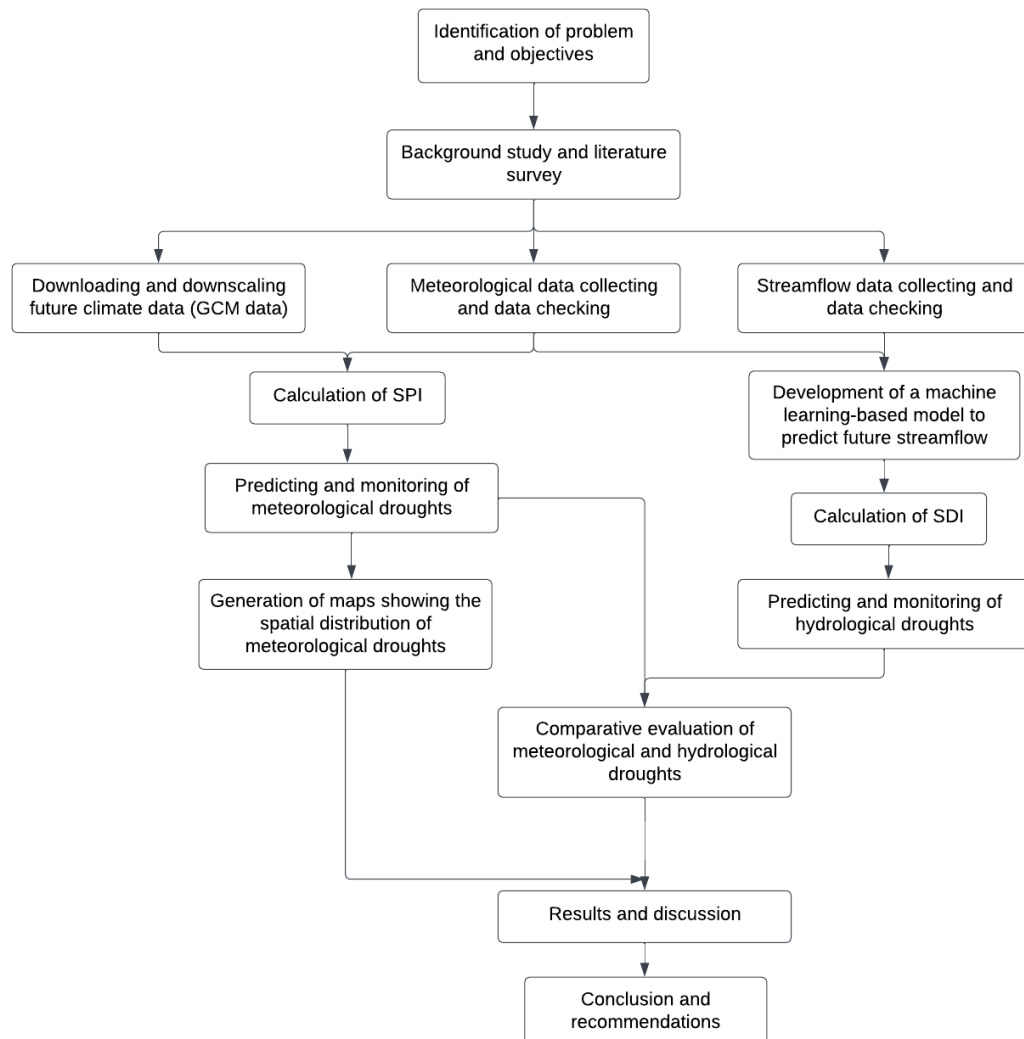 Identification of problem
and objectives
Background study and literature
survey
Downloading and downscaling
future climate data (GCM data)
Meteorological data collecting
and data checking
Streamflow data collecting and
data checking
Calculation of SPI
Development of a machine
learning-based model to
predict future streamflow
Predicting and monitoring of
meteorological droughts
Calculation of SDI
Generation of maps showing the
spatial distribution of
meteorological droughts
Predicting and monitoring of
hydrological droughts
Comparative evaluation of
meteorological and hydrological
droughts
Results and discussion
Conclusion and
recommendations